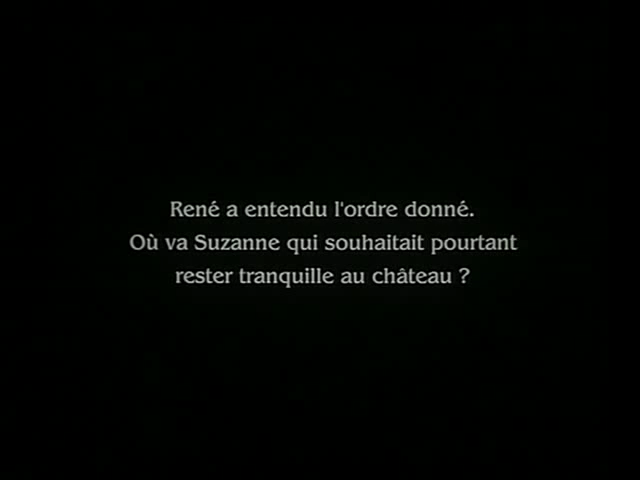 René a entendu l'ordre donné.
Où va Suzanne qui souhaitait pourtant
rester tranquille au château ?